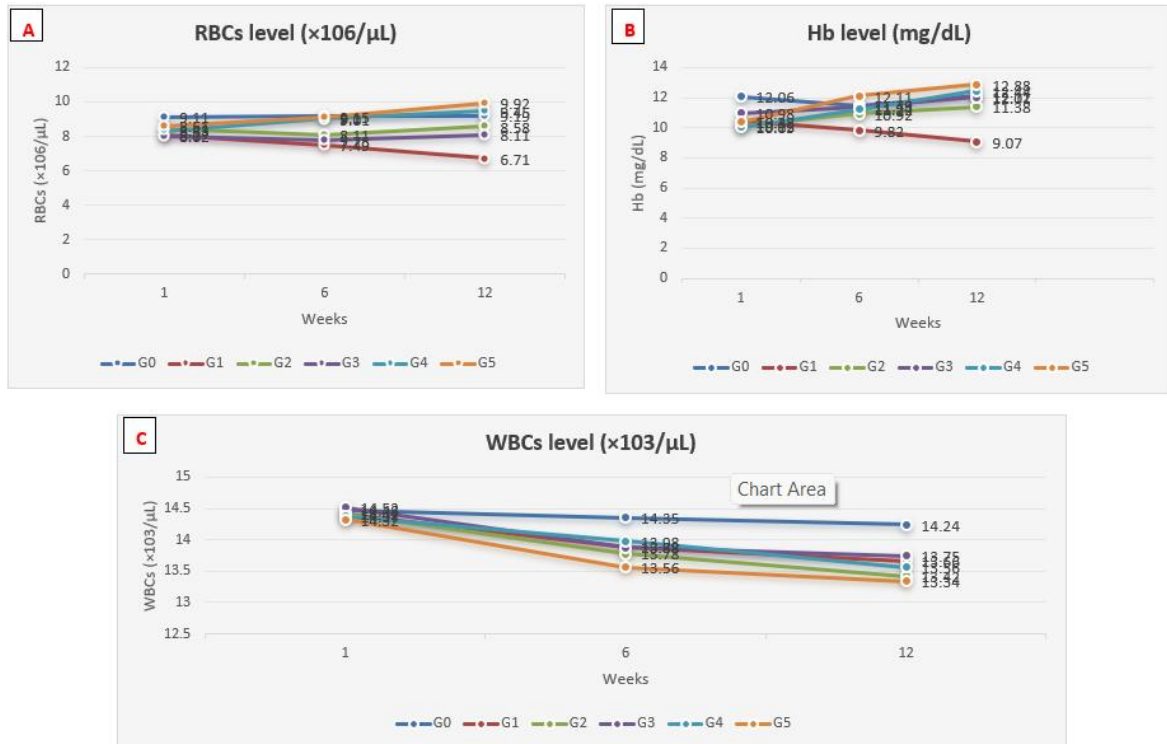 A
RBCs level (×106/µL)
RBCs (×106/µL)
12
10
8
6
4
2
0
9.11
8.11
7.49
9.92
8.58
8.11
6.71
1 6 12
Weeks
G0 G1 G2 G3 G4 G5
B
Hb level (mg/dL)
Hb (mg/dL)
14
12
10
8
6
4
2
0
12.06
10.98
12.11
10.92
9.82
12.88
11.38
9.07
1 6 12
Weeks
G0 G1 G2 G3 G4 G5
C
WBCs level (×103/µL)
WBCs (×103/µL)
15
14.5
14
13.5
13
12.5
14.52
14.32
14.35
13.98
13.78
13.56
14.24
13.75
13.42
13.34
Chart Area
1 6 12
Weeks
G0 G1 G2 G3 G4 G5